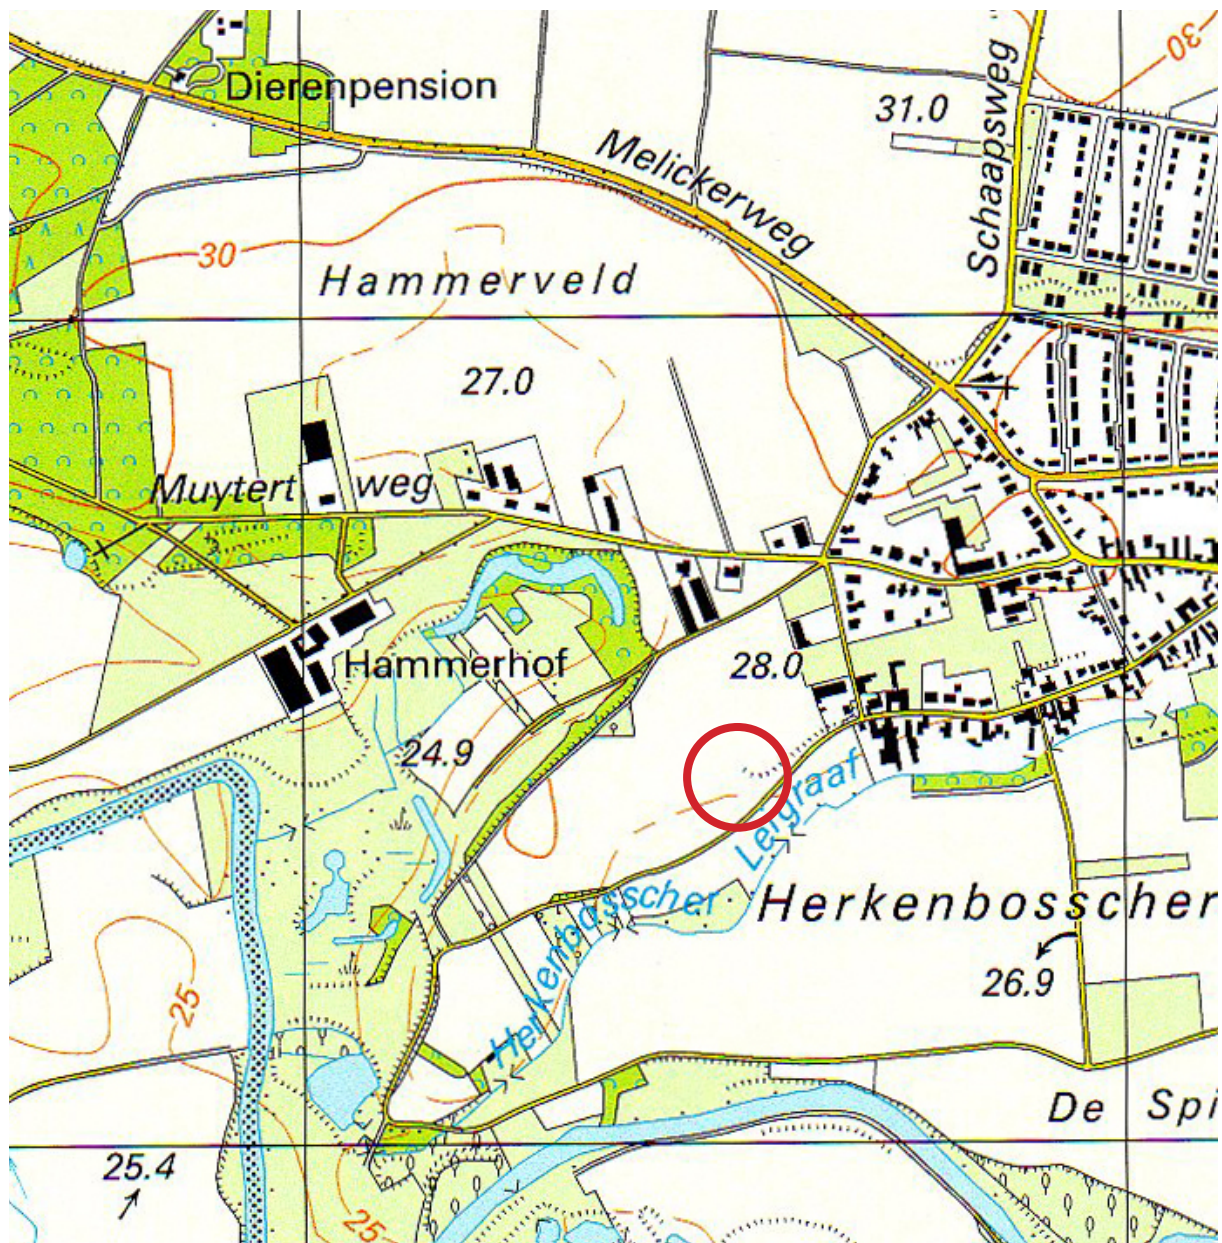 Dierenpension
Schaapsweg
30
31.0
Melickerweg
30
Hammerveld
27.0
Muytert weg
Hammerhof
28.0
24.9
Herkenbosscher Leigraaf
Herkenbosscher
26.9
25
De Spi
25.4
25